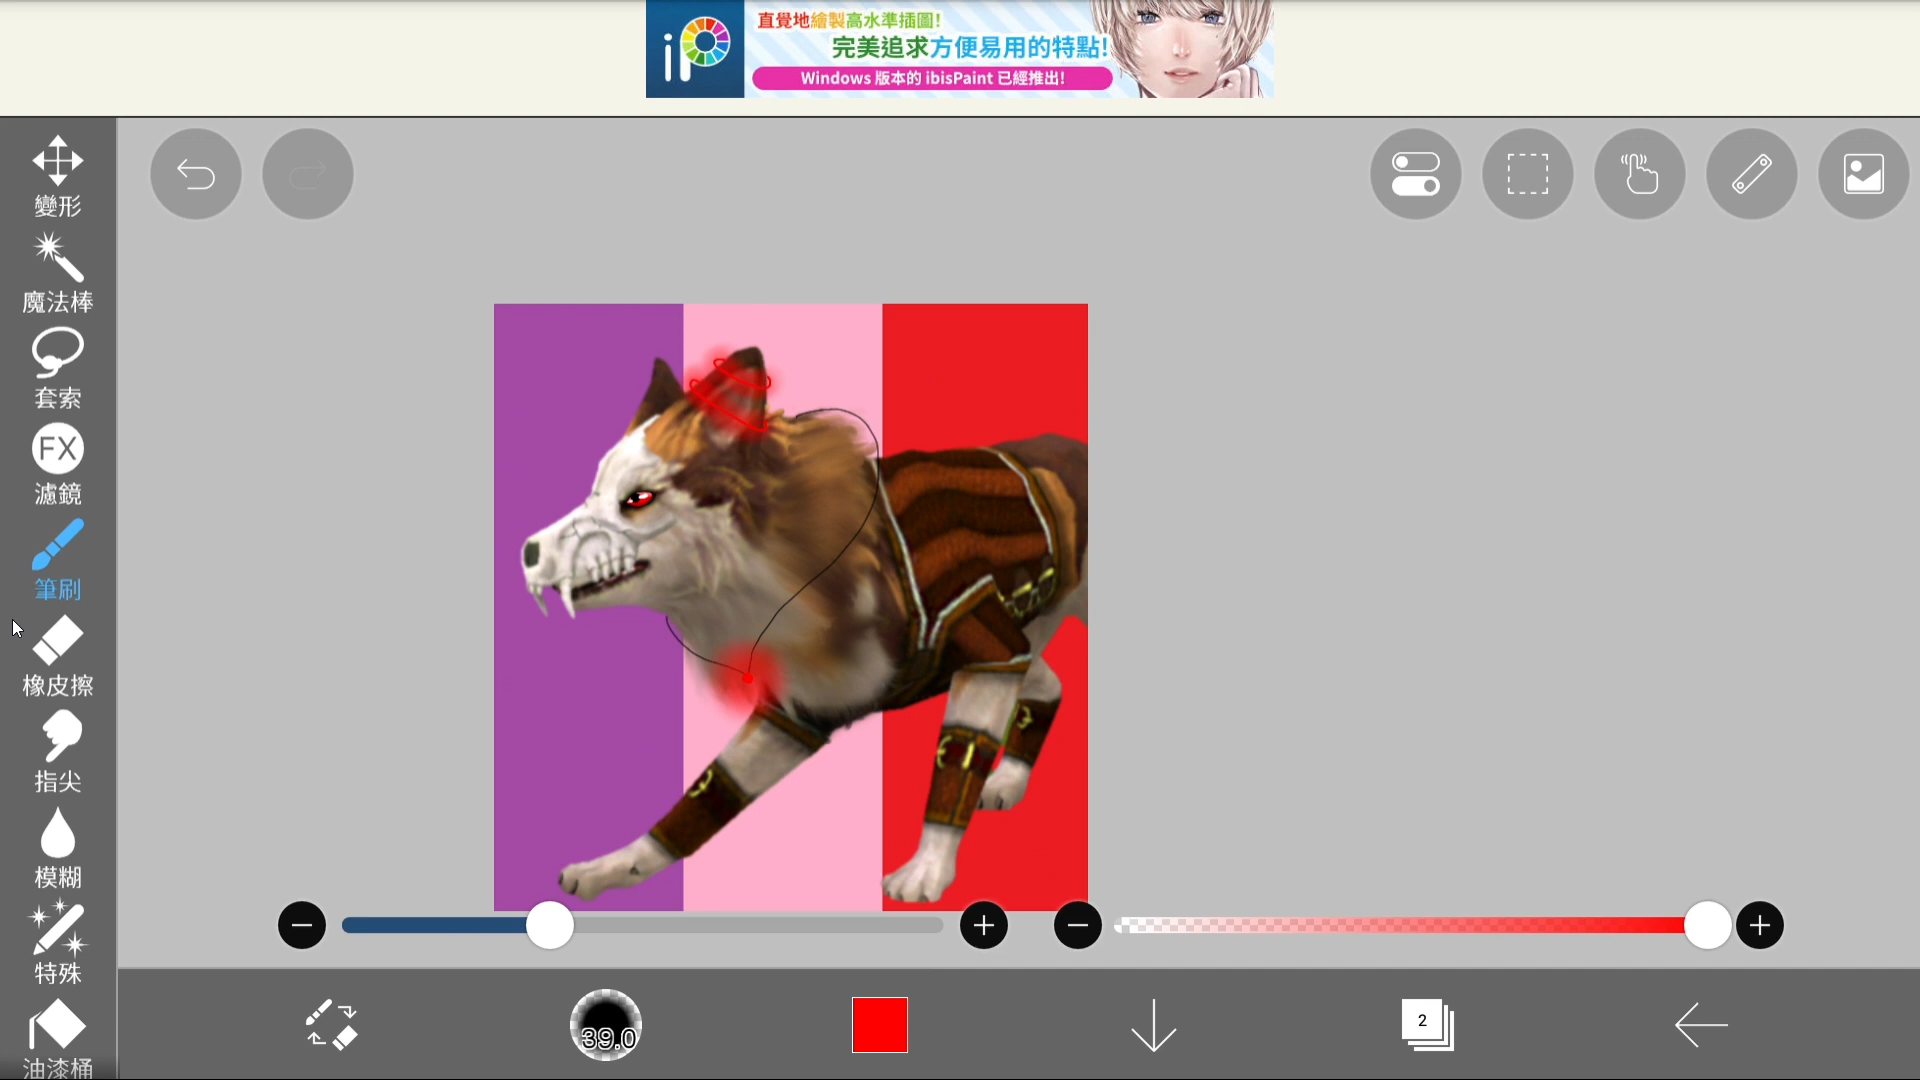 iP
直覺地繪製高水準插圖!
完美追求方便易用的特點!
Windows 版本的 ibisPaint 已經推出!
變形
魔法棒
套索
FX
濾鏡
筆刷
橡皮擦
指尖
模糊
特殊
油漆桶
39.0
2